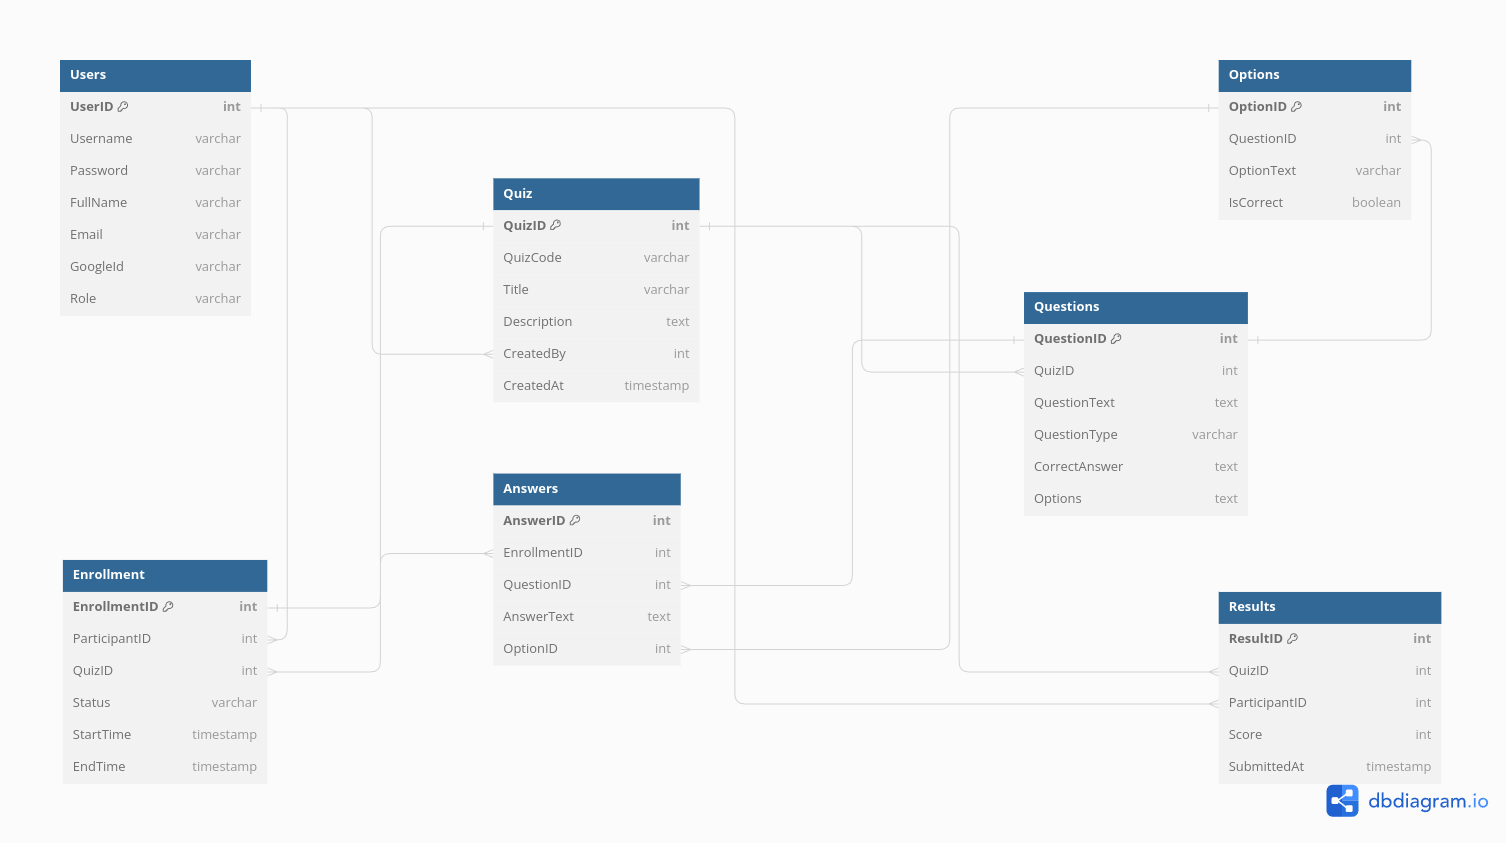 Users
UserID int
Username varchar
Password varchar
FullName varchar
Email varchar
GoogleId varchar
Role varchar
Quiz
QuizID int
QuizCode varchar
Title varchar
Description text
CreatedBy int
CreatedAt timestamp
Options
OptionID int
QuestionID int
OptionText varchar
IsCorrect boolean
Questions
QuestionID int
QuizID int
QuestionText text
QuestionType varchar
CorrectAnswer text
Options text
Answers
AnswerID int
EnrollmentID int
QuestionID int
AnswerText text
OptionID int
Enrollment
EnrollmentID int
ParticipantID int
QuizID int
Status varchar
StartTime timestamp
EndTime timestamp
Results
ResultID int
QuizID int
ParticipantID int
Score int
SubmittedAt timestamp
dbdiagram.io